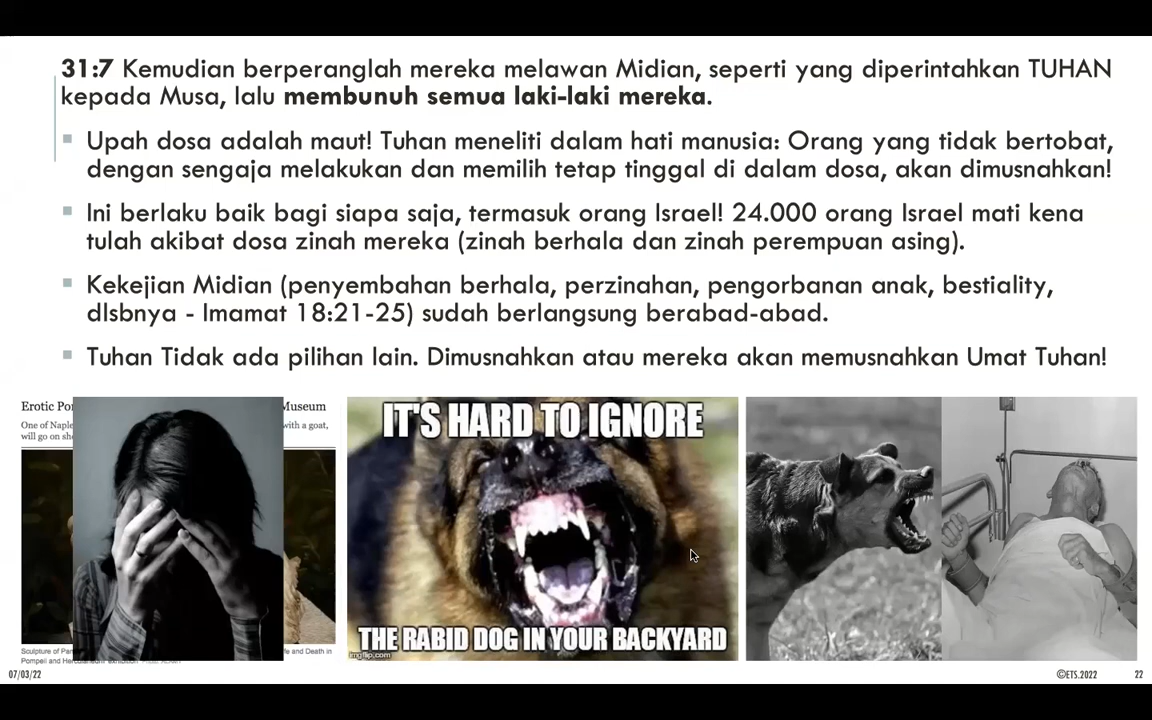 31:7 Kemudian berperanglah mereka melawan Midian, seperti yang diperintahkan TUHAN
kepada Musa, lalu membunuh semua laki-laki mereka.
▪ Upah dosa adalah maut! Tuhan meneliti dalam hati manusia: Orang yang tidak bertobat,
dengan sengaja melakukan dan memilih tetap tinggal di dalam dosa, akan dimusnahkan!
▪ Ini berlaku baik bagi siapa saja, termasuk orang Israel! 24.000 orang Israel mati kena
tulah akibat dosa zinah mereka (zinah berhala dan zinah perempuan asing).
▪ Kekejian Midian (penyembahan berhala, perzinahan, pengorbanan anak, bestiality,
dlsbnya - Imamat 18:21-25) sudah berlangsung berabad-abad.
▪ Tuhan Tidak ada pilihan lain. Dimusnahkan atau mereka akan memusnahkan Umat Tuhan!
Erotic Museum
One of with a goat,
will go on
Sculpture of and Death in
Pompeii and exhibition
IT'S HARD TO IGNORE
THE RABID DOG IN YOUR BACKYARD
imgflip.com
07/03/22
©ETS.2022
22